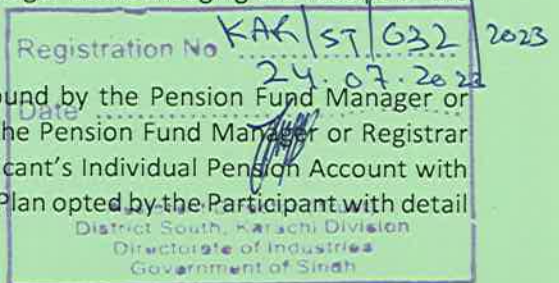 Registration No KAR/ST/032/2023
24.07.2023
ound by the Pension Fund Manager or
Date
he Pension Fund Manager or Registrar
cant's Individual Pension Account with
Plan opted by the Participant with detail
District South, Karachi Division
Directorate of Industries
Government of Sindh